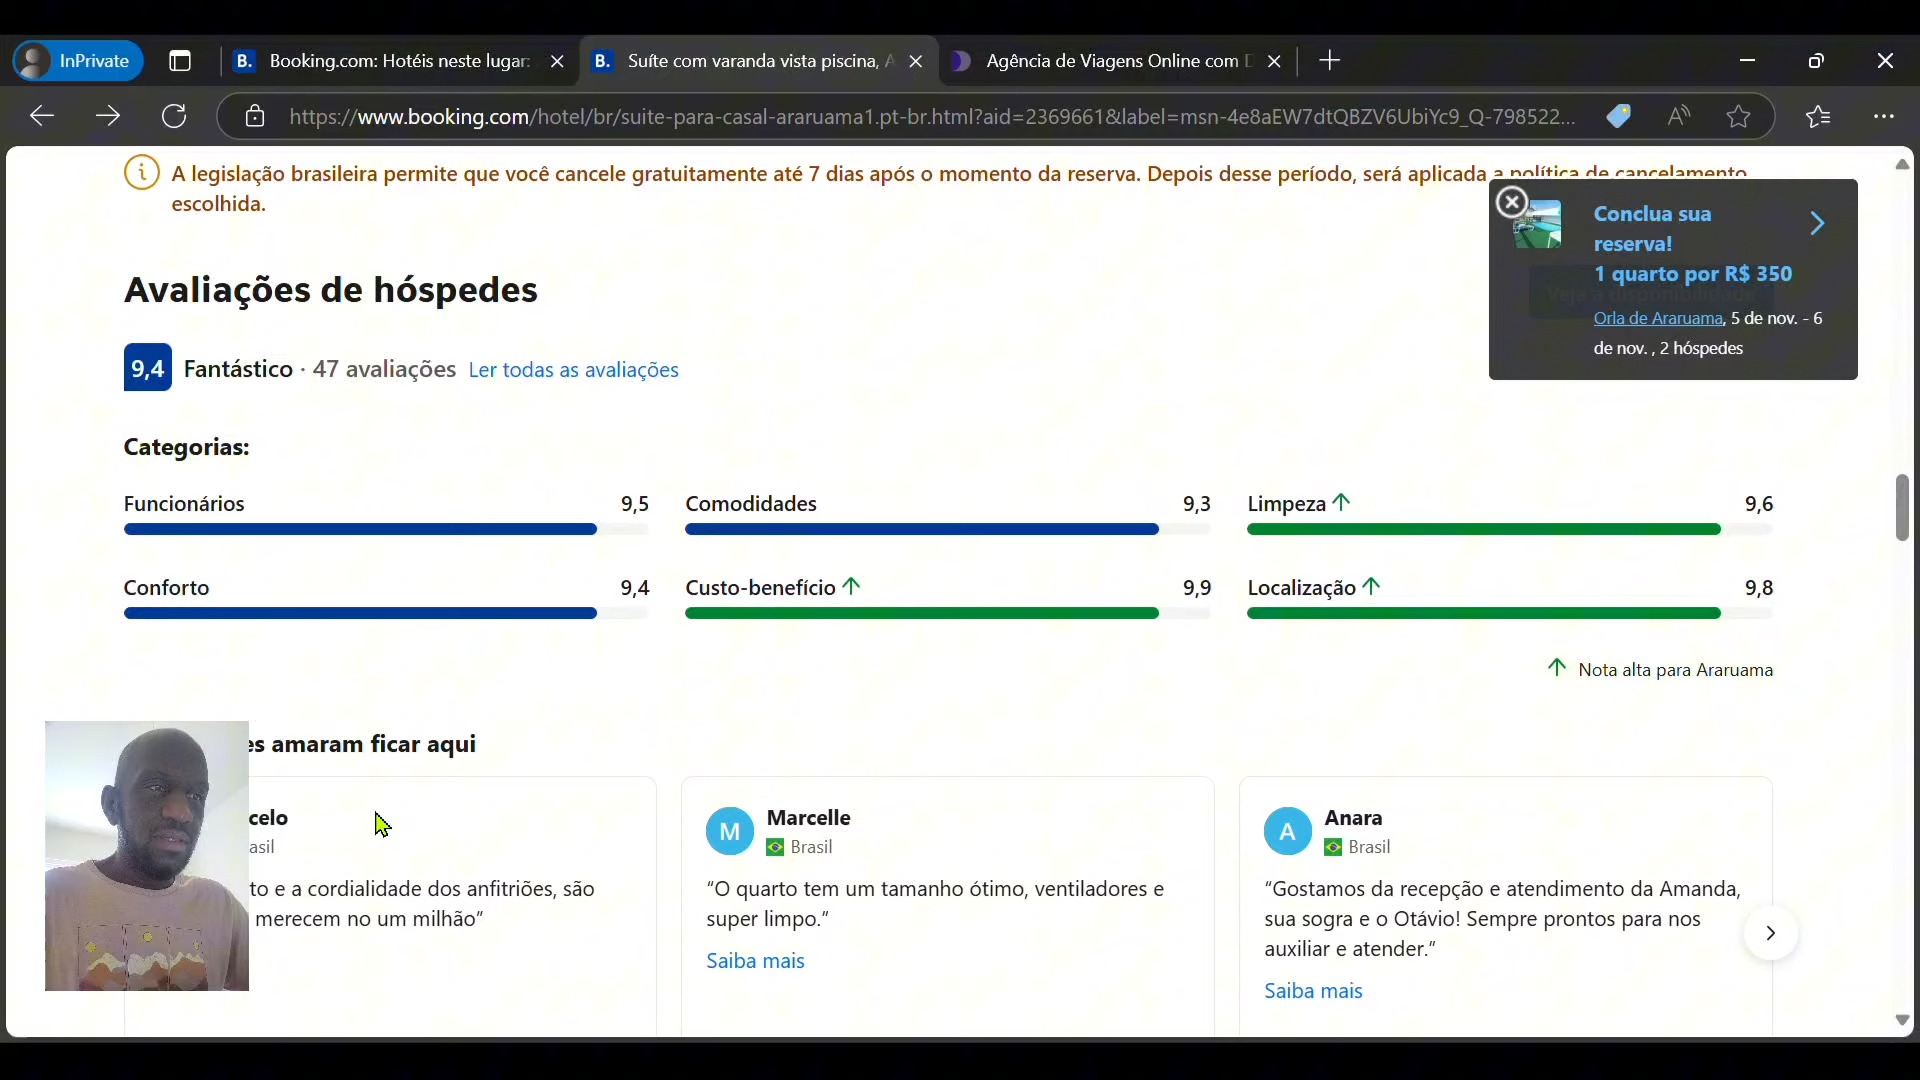 InPrivate
B. Booking.com: Hotéis neste lugar:
B. Suíte com varanda vista piscina, A
Agência de Viagens Online com D
https://www.booking.com/hotel/br/suite-para-casal-araruama1.pt-br.html?aid=2369661&label=msn-4e8aEW7dtQBZV6UbiYc9_Q-798522...
A legislação brasileira permite que você cancele gratuitamente até 7 dias após o momento da reserva. Depois desse período, será aplicada a política de cancelamento
escolhida.
Conclua sua
reserva!
1 quarto por R$ 350
Orla de Araruama, 5 de nov. - 6
de nov. , 2 hóspedes
Avaliações de hóspedes
9,4 Fantástico · 47 avaliações Ler todas as avaliações
Categorias:
Funcionários 9,5 Comodidades 9,3 Limpeza 9,6
Conforto 9,4 Custo-benefício 9,9 Localização 9,8
Nota alta para Araruama
es amaram ficar aqui
celo
asil
to e a cordialidade dos anfitriões, são
merecem no um milhão”
M Marcelle
Brasil
“O quarto tem um tamanho ótimo, ventiladores e
super limpo.”
Saiba mais
A Anara
Brasil
“Gostamos da recepção e atendimento da Amanda,
sua sogra e o Otávio! Sempre prontos para nos
auxiliar e atender.”
Saiba mais